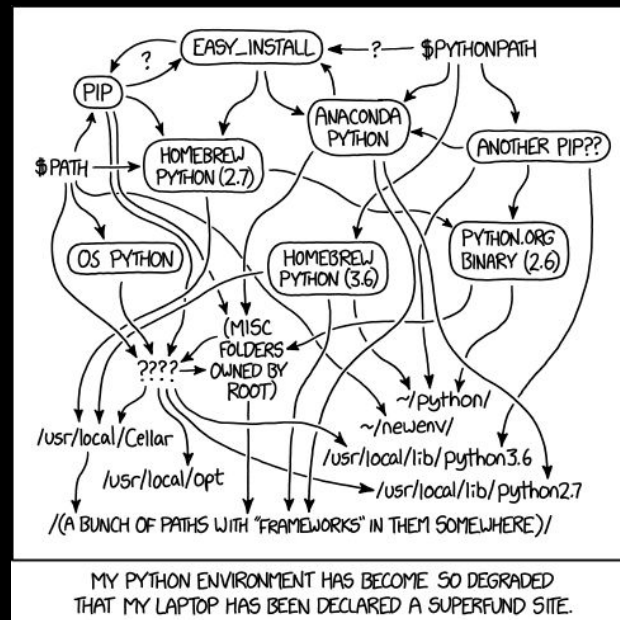 EASY_INSTALL
?
$PYTHONPATH
?
PIP
ANACONDA
PYTHON
ANOTHER PIP??
HOMEBREW
PYTHON (2.7)
$PATH
PYTHON.ORG
BINARY (2.6)
OS PYTHON
HOMEBREW
PYTHON (3.6)
(MISC
FOLDERS
OWNED BY
ROOT)
????
~/python/
~/newenv/
/usr/local/Cellar
/usr/local/lib/python3.6
/usr/local/opt
/usr/local/lib/python2.7
/(A BUNCH OF PATHS WITH "FRAMEWORKS" IN THEM SOMEWHERE)/
MY PYTHON ENVIRONMENT HAS BECOME SO DEGRADED
THAT MY LAPTOP HAS BEEN DECLARED A SUPERFUND SITE.